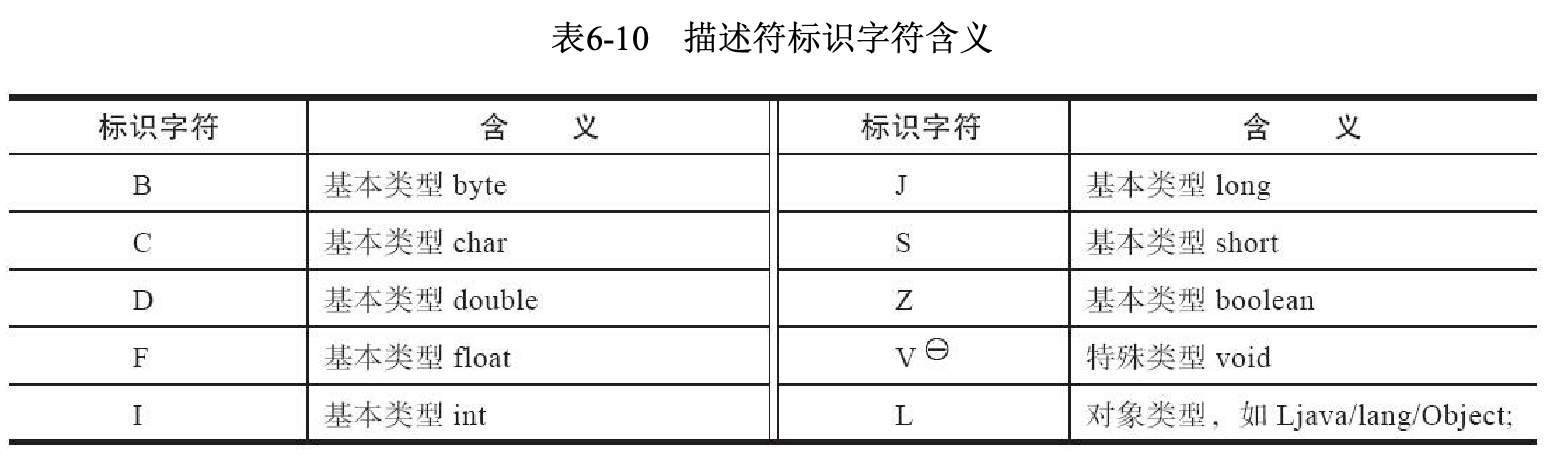 表6-10 描述符标识字符含义
标识字符 含 义 标识字符 含 义
B 基本类型 byte J 基本类型 long
C 基本类型 char S 基本类型 short
D 基本类型 double Z 基本类型 boolean
F 基本类型 float V ㊀ 特殊类型 void
I 基本类型 int L 对象类型，如 Ljava/lang/Object;